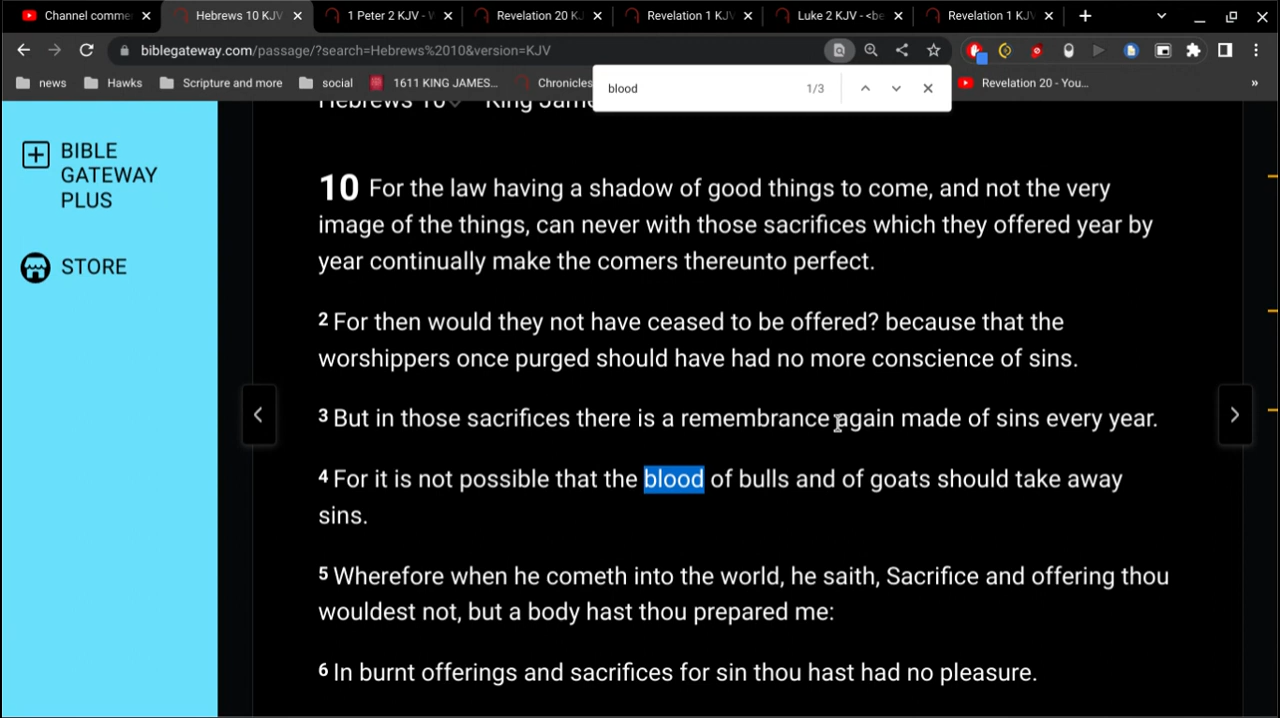 Channel comme
Hebrews 10 KJV
1 Peter 2 KJV - V
Revelation 20 KJ
Revelation 1 KJ
Luke 2 KJV - <be
Revelation 1 KJ
biblegateway.com/passage/?search=Hebrews%2010&version=KJV
news
Hawks
Scripture and more
social
1611 KING JAMES...
Chronicles
Revelation 20 - You...
»
blood
1/3
Hebrews 10
King Jame
BIBLE
GATEWAY
PLUS
STORE
10 For the law having a shadow of good things to come, and not the very
image of the things, can never with those sacrifices which they offered year by
year continually make the comers thereunto perfect.
2 For then would they not have ceased to be offered? because that the
worshippers once purged should have had no more conscience of sins.
3 But in those sacrifices there is a remembrance again made of sins every year.
4 For it is not possible that the blood of bulls and of goats should take away
sins.
5 Wherefore when he cometh into the world, he saith, Sacrifice and offering thou
wouldest not, but a body hast thou prepared me:
6 In burnt offerings and sacrifices for sin thou hast had no pleasure.